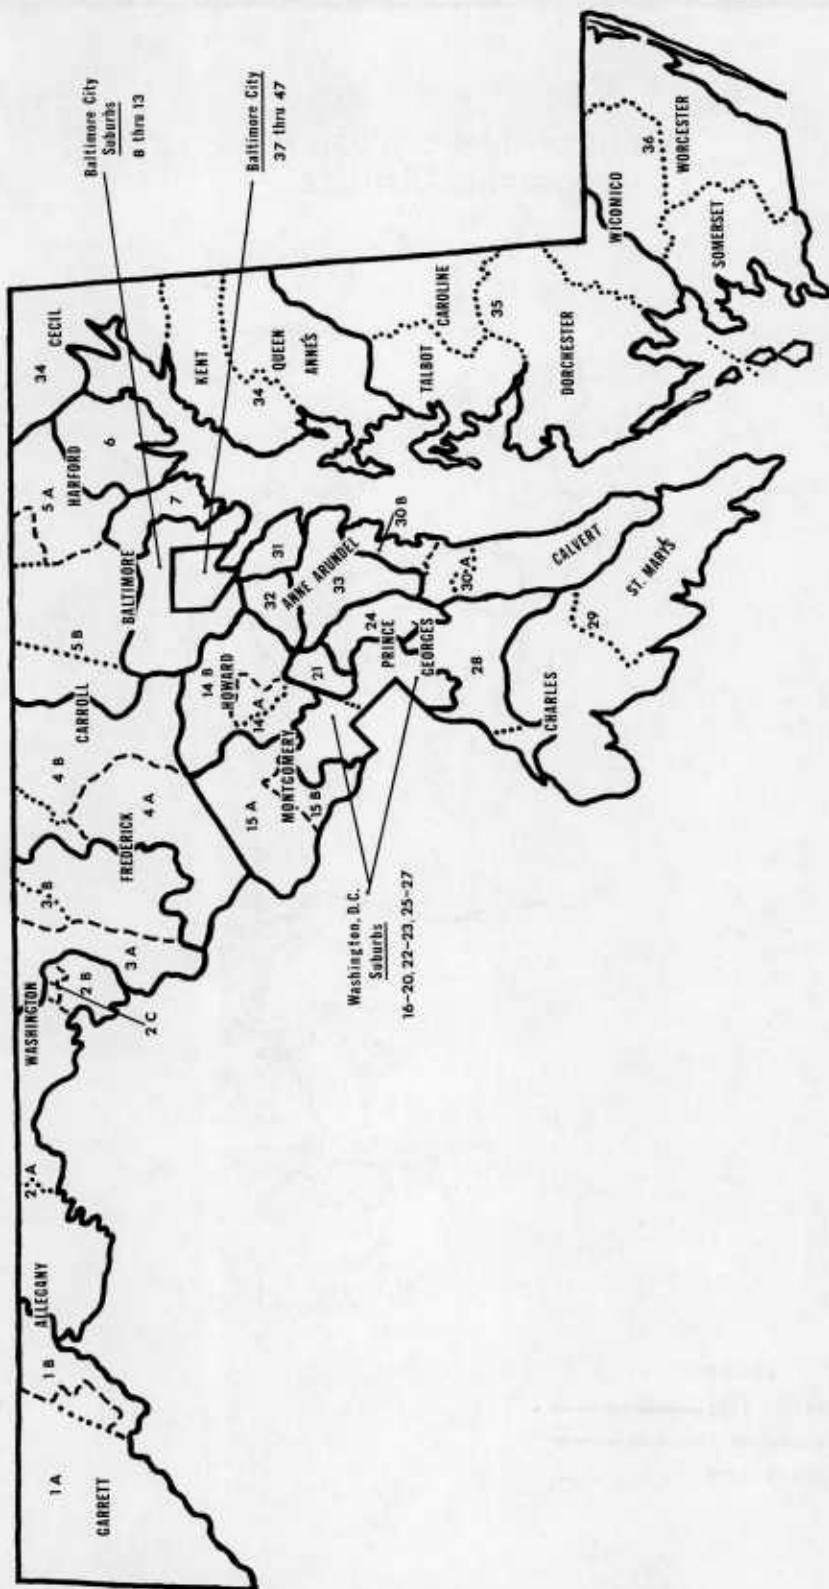 Baltimore City
Suburbs
8 thru 13
Baltimore City
37 thru 47
Washington, D.C.
Suburbs
16-20, 22-23, 25-27
GARRETT
1 A
1 B
ALLEGANY
2 A
WASHINGTON
2 B
2 C
3 A
3 B
FREDERICK
4 A
4 B
CARROLL
5 B
BALTIMORE
5 A
HARFORD
6
7
34
CECIL
KENT
34
QUEEN
ANNE'S
TALBOT
CAROLINE
35
DORCHESTER
WICOMICO
36
WORCESTER
SOMERSET
14 B
HOWARD
14 A
15 A
MONTGOMERY
15 B
21
24
PRINCE
GEORGES
28
32
31
ANNE ARUNDEL
33
30 B
30 A
CALVERT
CHARLES
29
ST. MARY'S